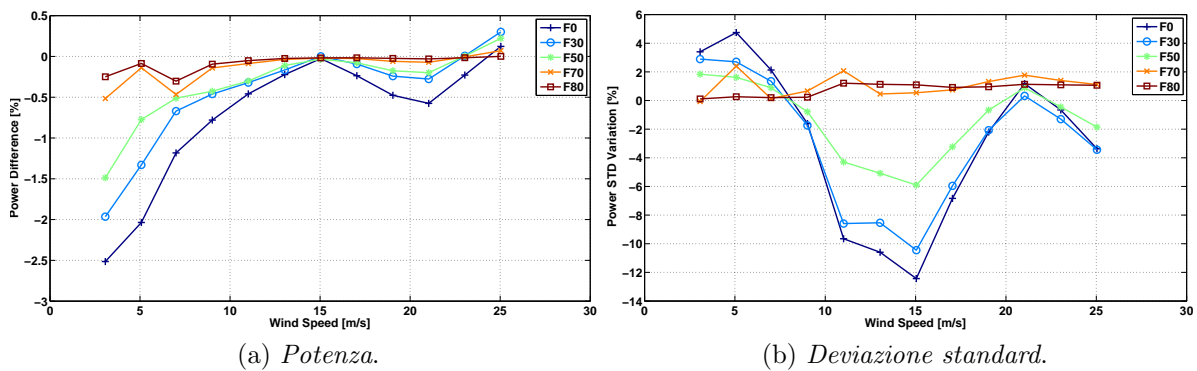 0.5
0
−0.5
−1
−1.5
−2
−2.5
−3
0
5
10
15
20
25
30
Power Difference [%]
Wind Speed [m/s]
F0
F30
F50
F70
F80
(a) Potenza.
6
4
2
0
−2
−4
−6
−8
−10
−12
−14
0
5
10
15
20
25
30
Power STD Variation [%]
Wind Speed [m/s]
F0
F30
F50
F70
F80
(b) Deviazione standard.